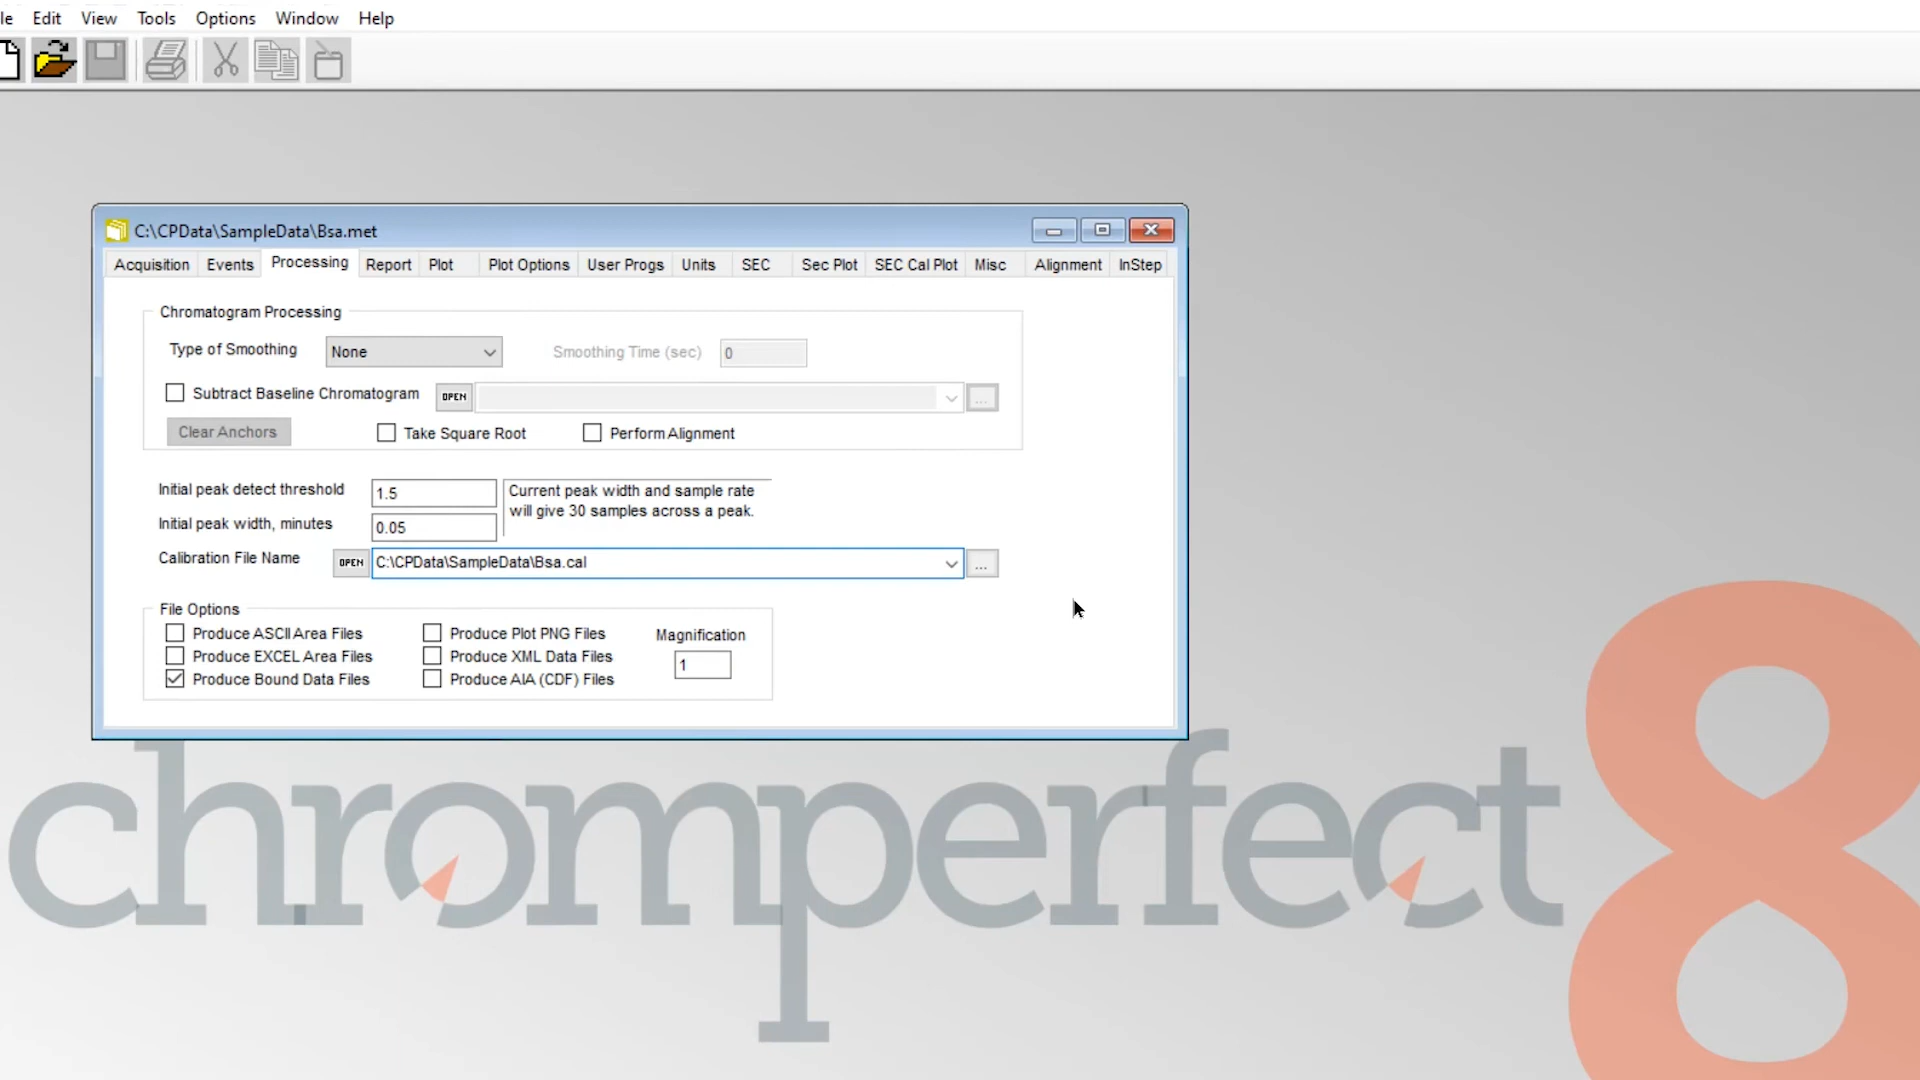 le Edit View Tools Options Window Help
C:\CPData\SampleData\Bsa.met
Acquisition Events Processing Report Plot Plot Options User Progs Units SEC Sec Plot SEC Cal Plot Misc Alignment InStep
Chromatogram Processing
Type of Smoothing None Smoothing Time (sec) 0
Subtract Baseline Chromatogram OPEN ...
Clear Anchors Take Square Root Perform Alignment
Initial peak detect threshold 1.5 Current peak width and sample rate
will give 30 samples across a peak.
Initial peak width, minutes 0.05
Calibration File Name OPEN C:\CPData\SampleData\Bsa.cal ...
File Options
Produce ASCII Area Files Produce Plot PNG Files Magnification
Produce EXCEL Area Files Produce XML Data Files 1
Produce Bound Data Files Produce AIA (CDF) Files
chromperfect 8